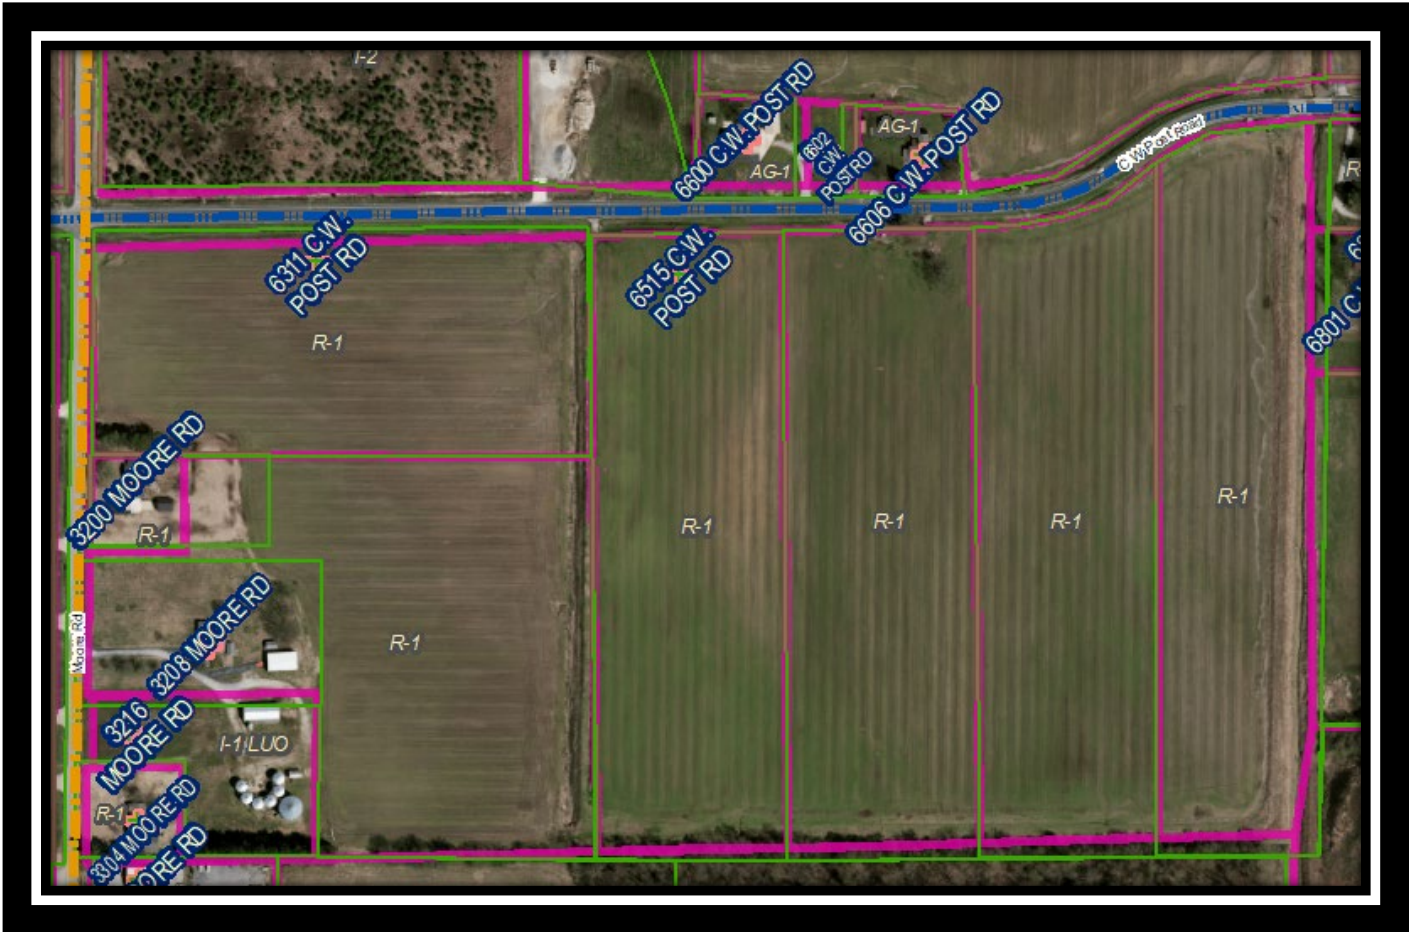 I-2
6600 C.W. POST RD
AG-1
6602
C.W.
POST RD
AG-1
6606 C.W. POST RD
C W Post Road
6311 C.W.
POST RD
6515 C.W.
POST RD
6801 C.
R-1
3200 MOORE RD
R-1
R-1
R-1
R-1
R-1
Moore Rd
3208 MOORE RD
R-1
3216
MOORE RD
I-1 LUO
R-1
3304 MOORE RD
ORE RD